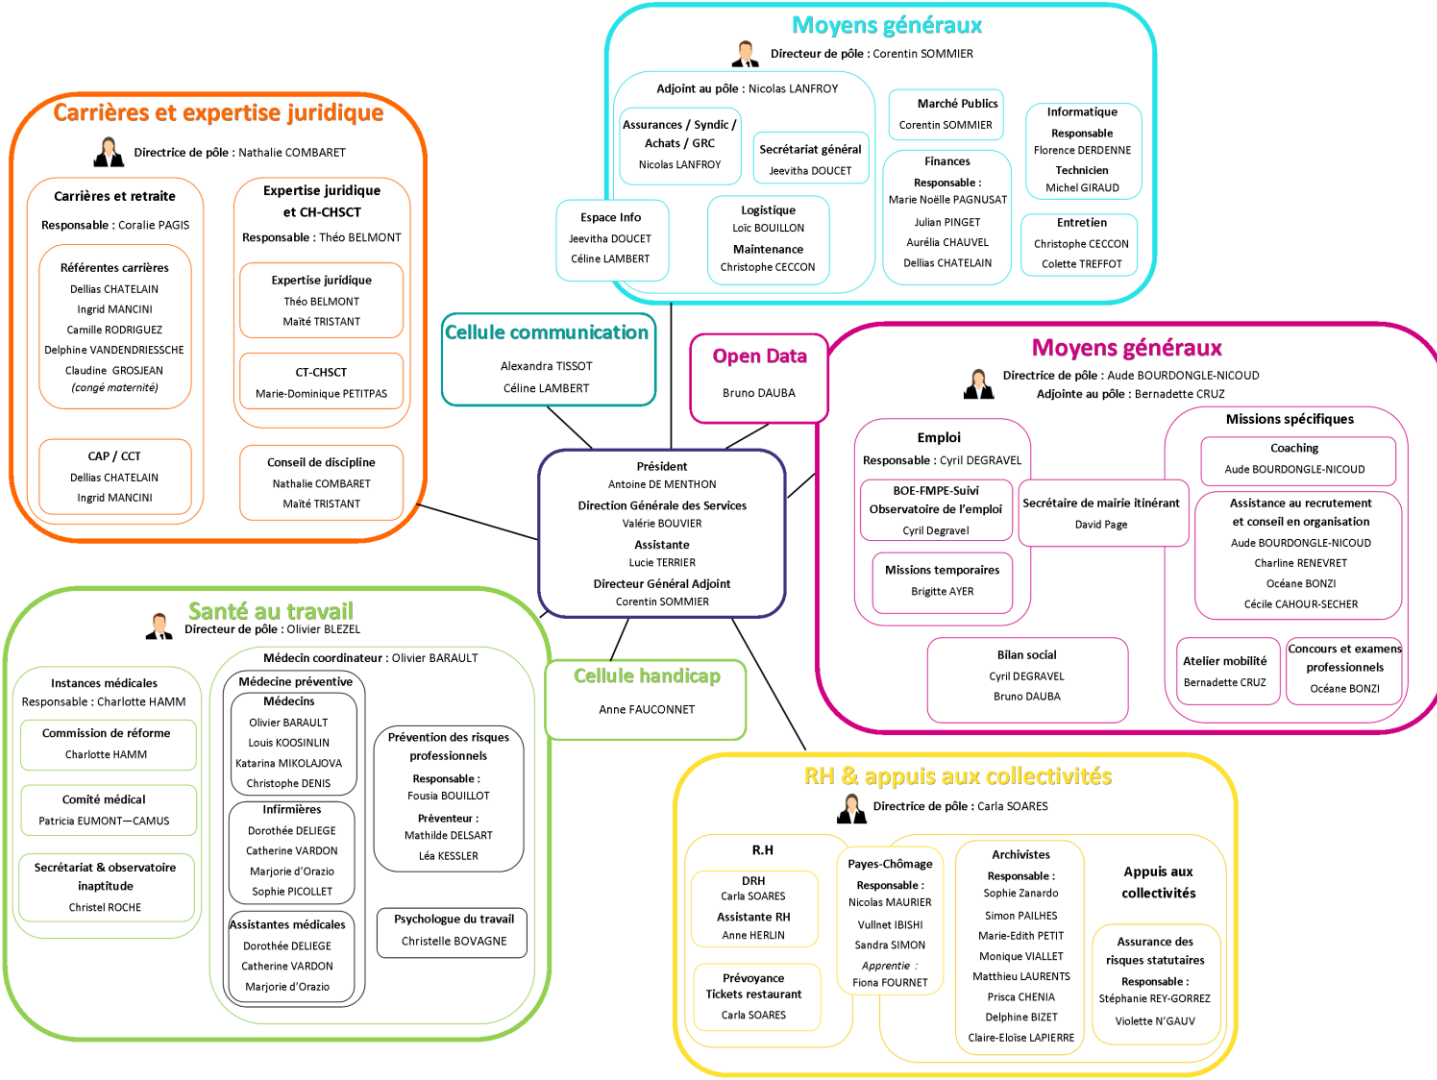 Moyens généraux
Directeur de pôle : Corentin SOMMIER
Adjoint au pôle : Nicolas LANFROY
Assurances / Syndic /
Achats / GRC
Nicolas LANFROY
Secrétariat général
Jeevitha DOUCET
Espace Info
Jeevitha DOUCET
Céline LAMBERT
Logistique
Loïc BOUILLON
Maintenance
Christophe CECCON
Marché Publics
Corentin SOMMIER
Finances
Responsable :
Marie Noëlle PAGNUSAT
Julian PINGET
Aurélia CHAUVEL
Dellias CHATELAIN
Informatique
Responsable
Florence DERDENNE
Technicien
Michel GIRAUD
Entretien
Christophe CECCON
Colette TREFFOT
Carrières et expertise juridique
Directrice de pôle : Nathalie COMBARET
Carrières et retraite
Responsable : Coralie PAGIS
Référentes carrières
Dellias CHATELAIN
Ingrid MANCINI
Camille RODRIGUEZ
Delphine VANDENDRIESSCHE
Claudine GROSJEAN
(congé maternité)
CAP / CCT
Dellias CHATELAIN
Ingrid MANCINI
Expertise juridique
et CH-CHSCT
Responsable : Théo BELMONT
Expertise juridique
Théo BELMONT
Maïté TRISTANT
CT-CHSCT
Marie-Dominique PETITPAS
Conseil de discipline
Nathalie COMBARET
Maïté TRISTANT
Cellule communication
Alexandra TISSOT
Céline LAMBERT
Open Data
Bruno DAUBA
Président
Antoine DE MENTHON
Direction Générale des Services
Valérie BOUVIER
Assistante
Lucie TERRIER
Directeur Général Adjoint
Corentin SOMMIER
Moyens généraux
Directrice de pôle : Aude BOURDONGLE-NICOUD
Adjointe au pôle : Bernadette CRUZ
Emploi
Responsable : Cyril DEGRAVEL
BOE-FMPE-Suivi
Observatoire de l'emploi
Cyril Degravel
Missions temporaires
Brigitte AYER
Secrétaire de mairie itinérant
David Page
Missions spécifiques
Coaching
Aude BOURDONGLE-NICOUD
Assistance au recrutement
et conseil en organisation
Aude BOURDONGLE-NICOUD
Charline RENEVRET
Océane BONZI
Cécile CAHOUR-SECHER
Bilan social
Cyril DEGRAVEL
Bruno DAUBA
Atelier mobilité
Bernadette CRUZ
Concours et examens
professionnels
Océane BONZI
Santé au travail
Directeur de pôle : Olivier BLEZEL
Instances médicales
Responsable : Charlotte HAMM
Commission de réforme
Charlotte HAMM
Comité médical
Patricia EUMONT—CAMUS
Secrétariat & observatoire
inaptitude
Christel ROCHE
Médecin coordinateur : Olivier BARAULT
Médecine préventive
Médecins
Olivier BARAULT
Louis KOOSINLIN
Katarina MIKOLAJOVA
Christophe DENIS
Infirmières
Dorothée DELIEGE
Catherine VARDON
Marjorie d'Orazio
Sophie PICOLLET
Assistantes médicales
Dorothée DELIEGE
Catherine VARDON
Marjorie d'Orazio
Prévention des risques
professionnels
Responsable :
Fousia BOUILLOT
Préventeur :
Mathilde DELSART
Léa KESSLER
Psychologue du travail
Christelle BOVAGNE
Cellule handicap
Anne FAUCONNET
RH & appuis aux collectivités
Directrice de pôle : Carla SOARES
R.H
DRH
Carla SOARES
Assistante RH
Anne HERLIN
Prévoyance
Tickets restaurant
Carla SOARES
Payes-Chômage
Responsable :
Nicolas MAURIER
Vullnet IBISHI
Sandra SIMON
Apprentie :
Fiona FOURNET
Archivistes
Responsable :
Sophie Zanardo
Simon PAILHES
Marie-Edith PETIT
Monique VIALLET
Matthieu LAURENTS
Prisca CHENIA
Delphine BIZET
Claire-Eloïse LAPIERRE
Appuis aux
collectivités
Assurance des
risques statutaires
Responsable :
Stéphanie REY-GORREZ
Violette N'GAUV